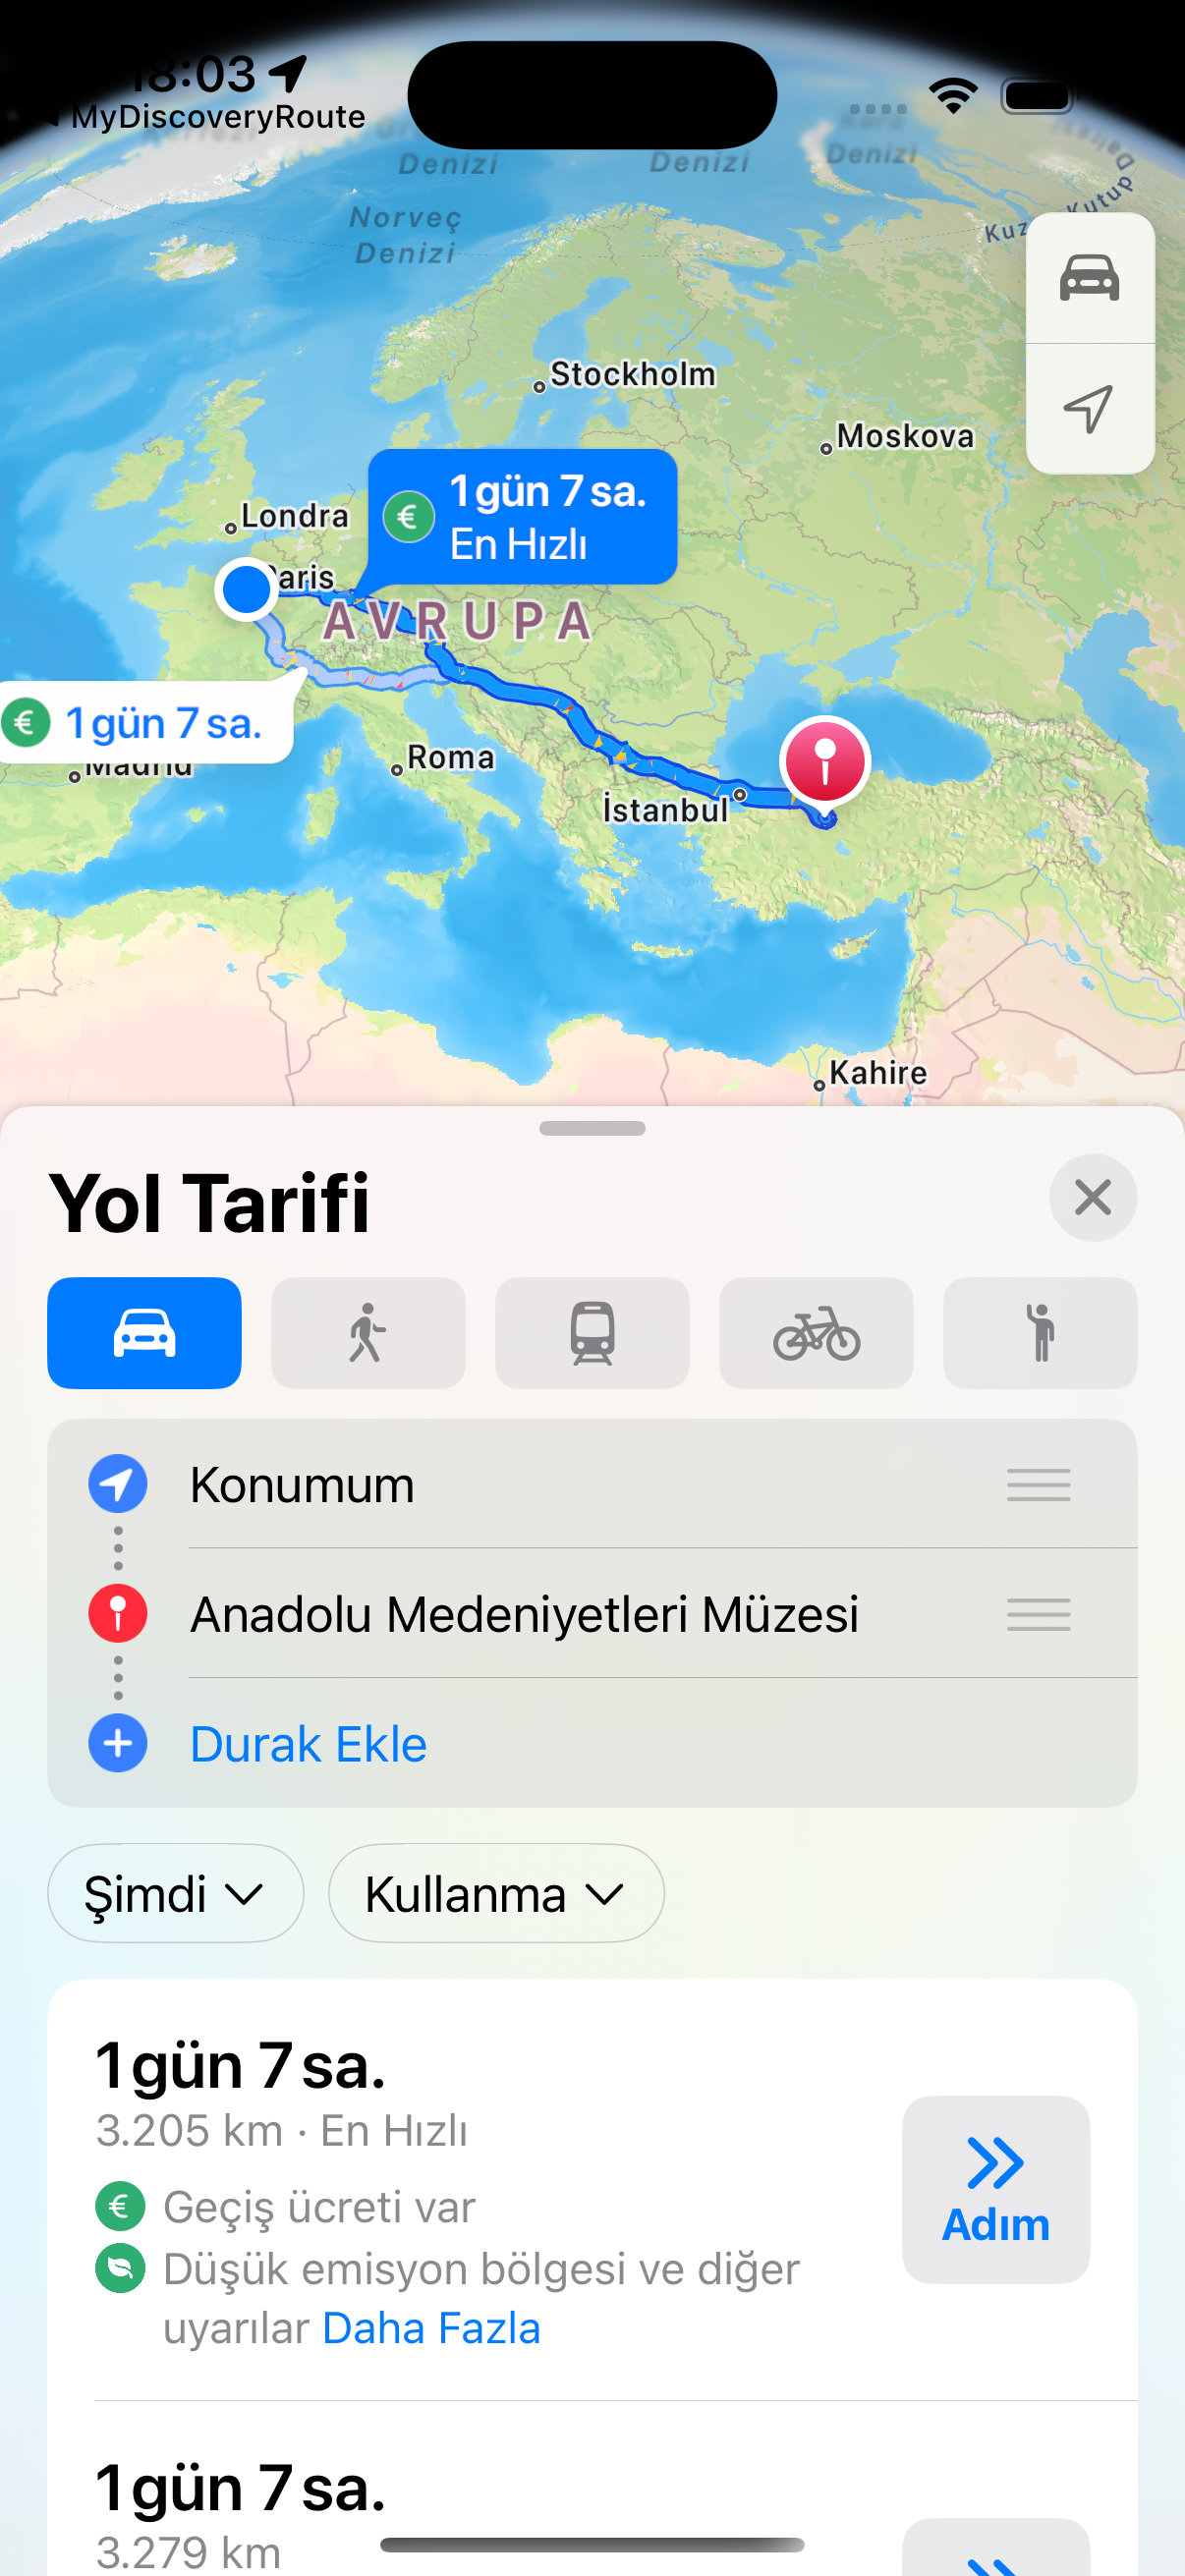 18:03
MyDiscoveryRoute
Denizi
Denizi
Denizi
Norveç
Denizi
Stockholm
Moskova
Londra
Paris
1 gün 7 sa.
En Hızlı
AVRUPA
1 gün 7 sa.
Madrid
Roma
İstanbul
Kahire
Yol Tarifi
Konumum
Anadolu Medeniyetleri Müzesi
Durak Ekle
Şimdi
Kullanma
1 gün 7 sa.
3.205 km · En Hızlı
Geçiş ücreti var
Düşük emisyon bölgesi ve diğer
uyarılar Daha Fazla
Adım
1 gün 7 sa.
3.279 km